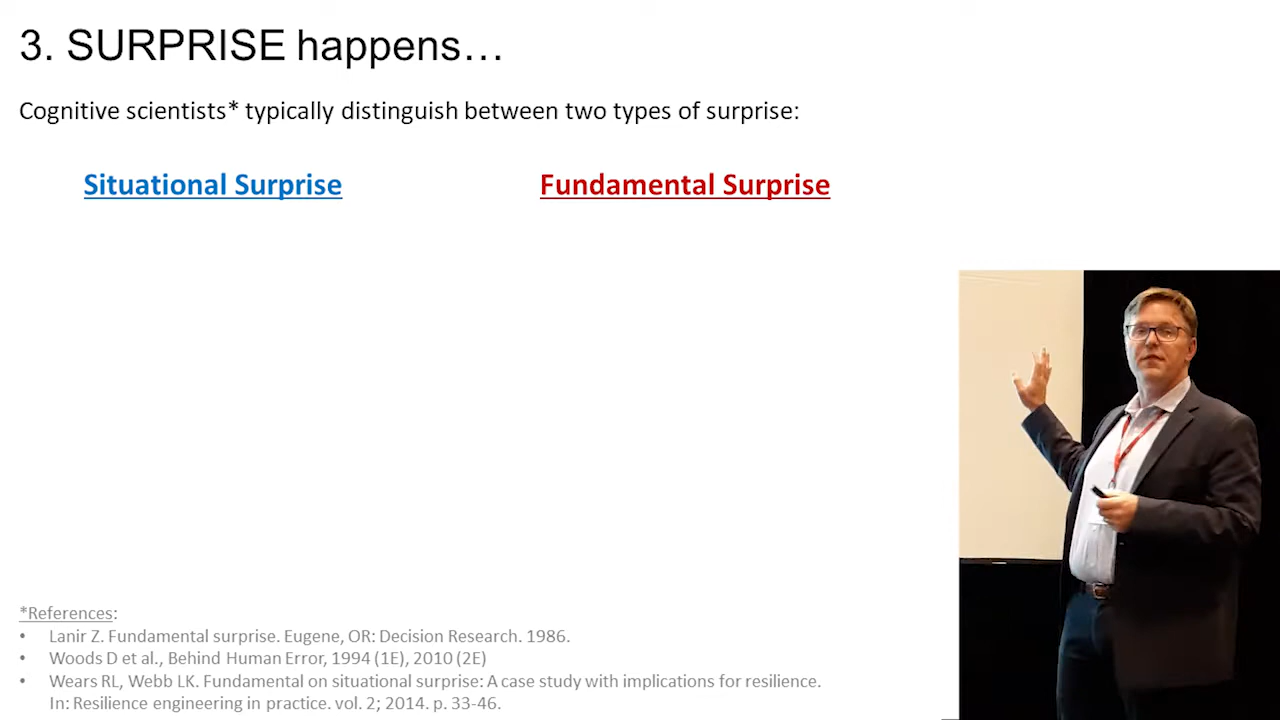 3. SURPRISE happens…
Cognitive scientists* typically distinguish between two types of surprise:
Situational Surprise
Fundamental Surprise
*References:
• Lanir Z. Fundamental surprise. Eugene, OR: Decision Research. 1986.
• Woods D et al., Behind Human Error, 1994 (1E), 2010 (2E)
• Wears RL, Webb LK. Fundamental on situational surprise: A case study with implications for resilience.
In: Resilience engineering in practice. vol. 2; 2014. p. 33-46.